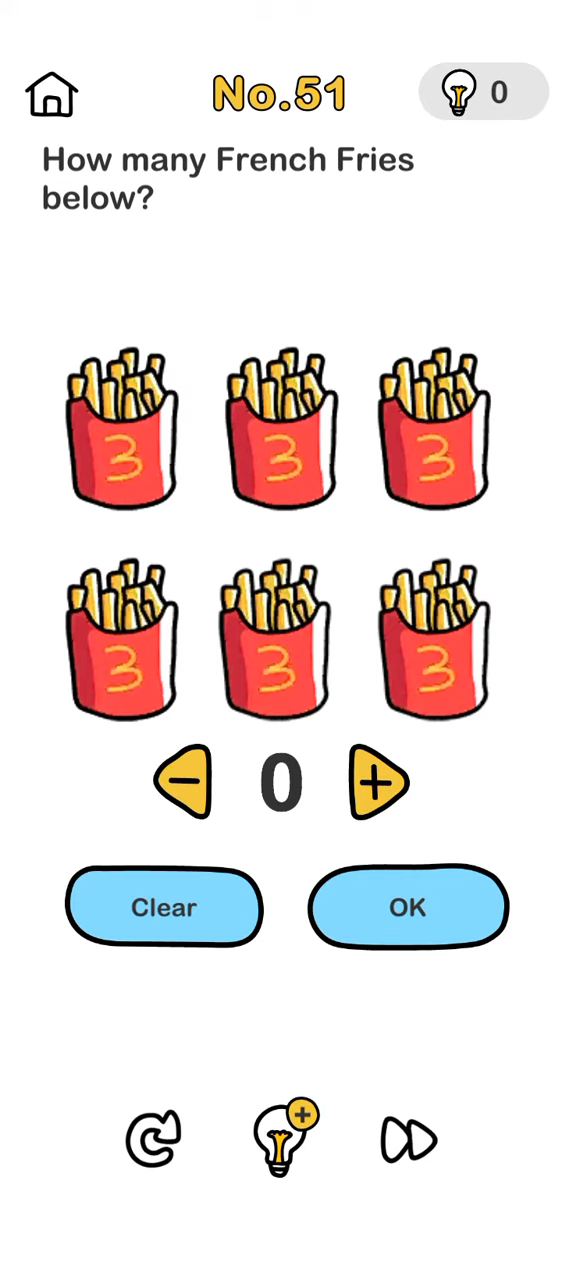 No.51
0
How many French Fries
below?
3 3 3
3 3 3
− 0 +
Clear OK
+